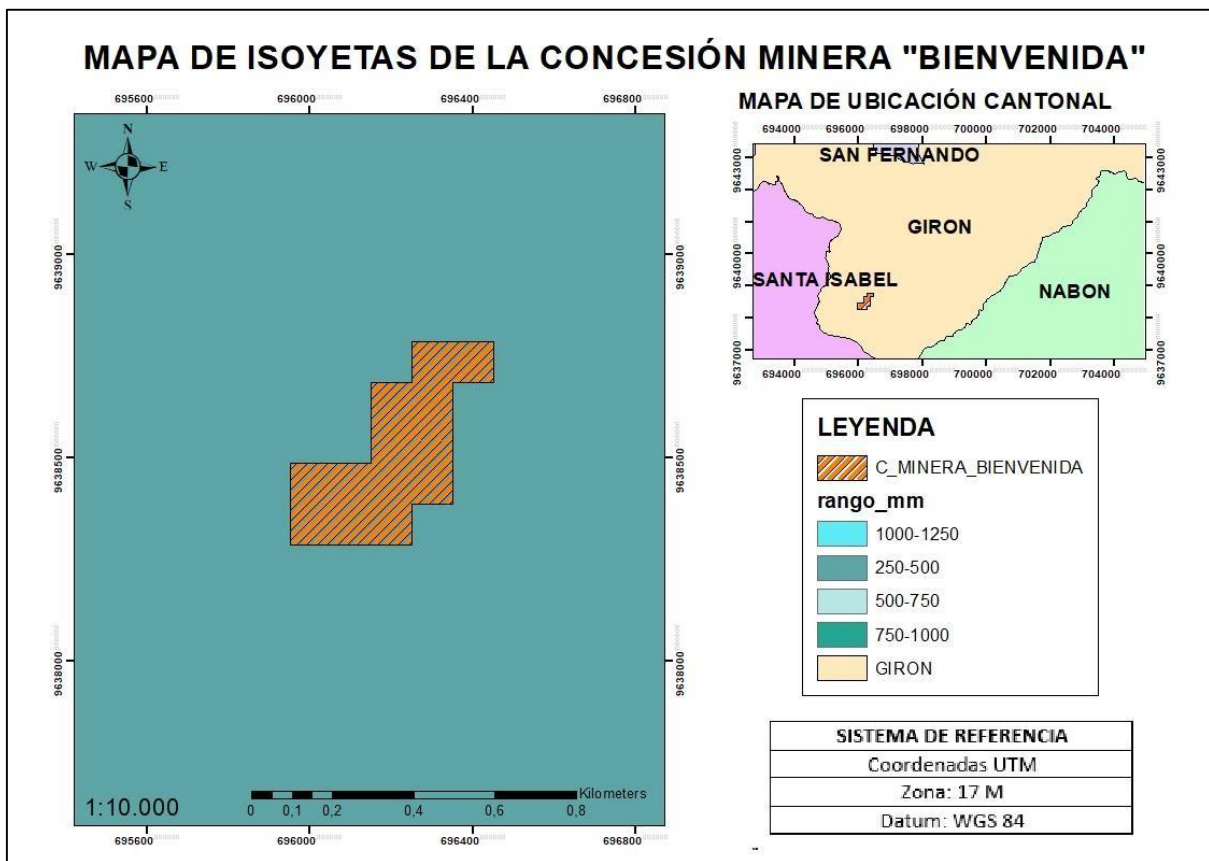 MAPA DE ISOYETAS DE LA CONCESIÓN MINERA "BIENVENIDA"
695600 696000 696400 696800
N
W E
S
9639000
9638500
9638000
9639000
9638500
9638000
1:10.000
Kilometers
0 0,1 0,2 0,4 0,6 0,8
695600 696000 696400 696800
MAPA DE UBICACIÓN CANTONAL
694000 696000 698000 700000 702000 704000
9643000
9640000
9637000
SAN FERNANDO
GIRON
SANTA ISABEL
NABON
9643000
9640000
9637000
694000 696000 698000 700000 702000 704000
LEYENDA
C_MINERA_BIENVENIDA
rango_mm
1000-1250
250-500
500-750
750-1000
GIRON
SISTEMA DE REFERENCIA
Coordenadas UTM
Zona: 17 M
Datum: WGS 84